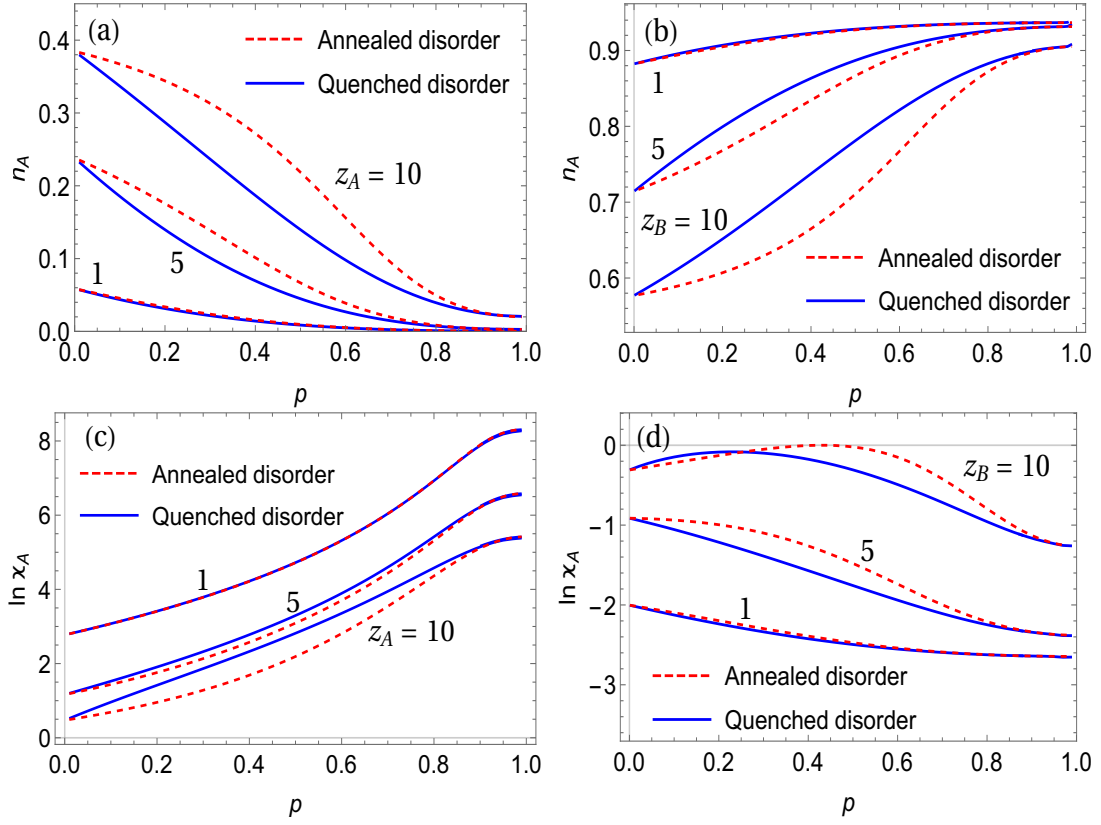 (a)
Annealed disorder
Quenched disorder
z_A = 10
5
1
n_A
0.4
0.3
0.2
0.1
0.0
0.0 0.2 0.4 0.6 0.8 1.0
p
(b)
1
5
z_B = 10
Annealed disorder
Quenched disorder
n_A
0.9
0.8
0.7
0.6
0.0 0.2 0.4 0.6 0.8 1.0
p
(c)
Annealed disorder
Quenched disorder
1
5
z_A = 10
ln ϰ_A
8
6
4
2
0
0.0 0.2 0.4 0.6 0.8 1.0
p
(d)
z_B = 10
5
1
Annealed disorder
Quenched disorder
ln ϰ_A
0
−1
−2
−3
0.0 0.2 0.4 0.6 0.8 1.0
p